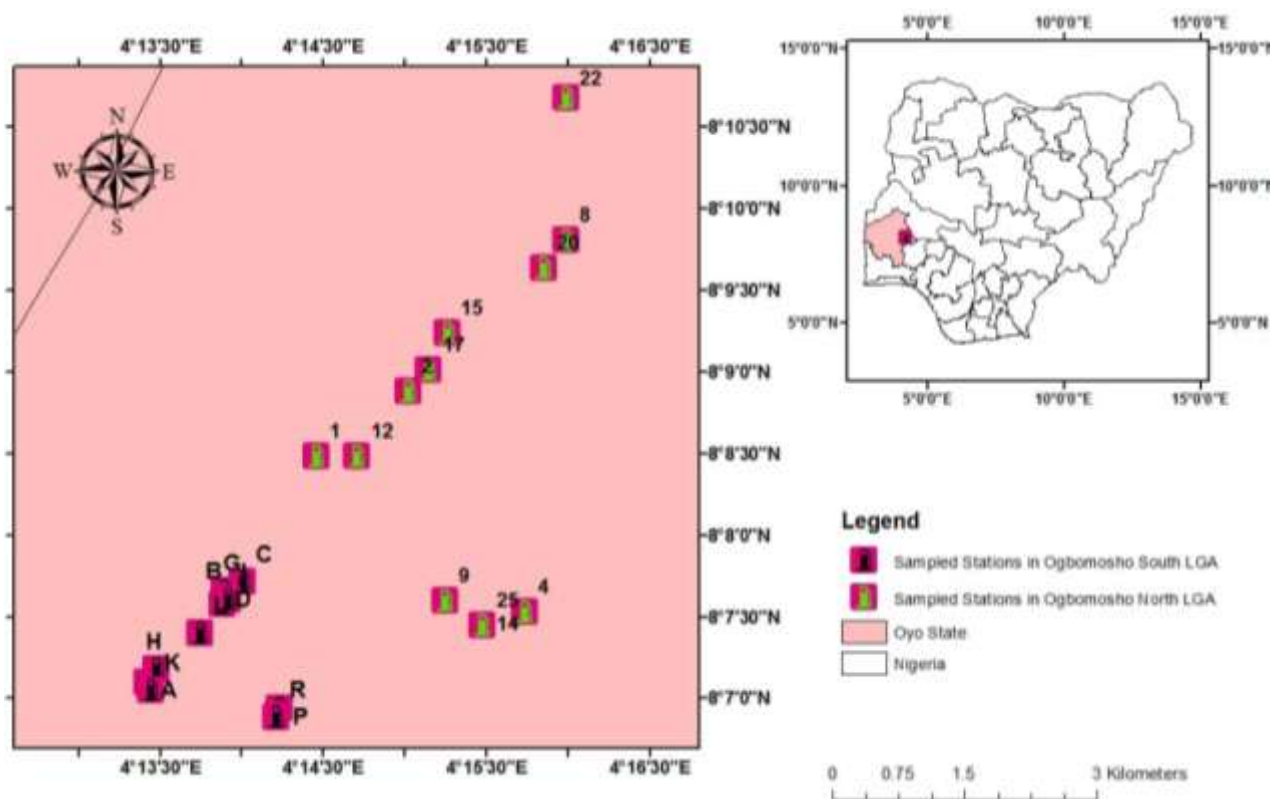 4°13'30"E 4°14'30"E 4°15'30"E 4°16'30"E
22
8°10'30"N
N
W E
S
8°10'0"N
8
20
8°9'30"N
15
17
8°9'0"N
2
1 12
8°8'30"N
8°8'0"N
B G C
D
9 25 4
14
8°7'30"N
H
K
A
R
P
8°7'0"N
4°13'30"E 4°14'30"E 4°15'30"E 4°16'30"E
5°0'0"E 10°0'0"E 15°0'0"E
15°0'0"N 15°0'0"N
10°0'0"N 10°0'0"N
5°0'0"N 5°0'0"N
5°0'0"E 10°0'0"E 15°0'0"E
Legend
Sampled Stations in Ogbomosho South LGA
Sampled Stations in Ogbomosho North LGA
Oyo State
Nigeria
0 0.75 1.5 3 Kilometers